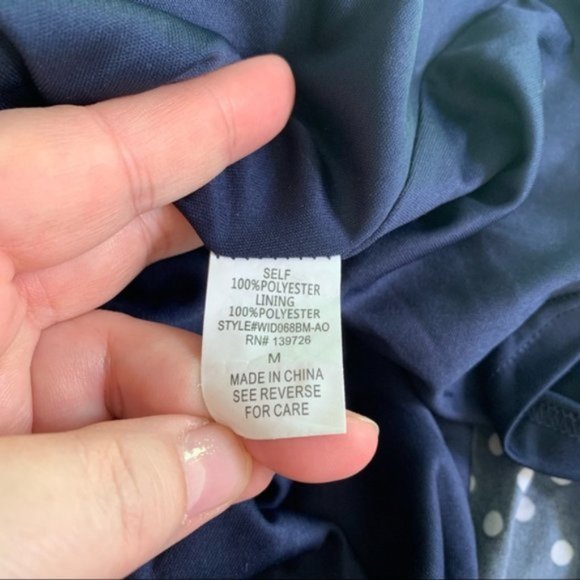 SELF
100%POLYESTER
LINING
100%POLYESTER
STYLE#WID068BM-AO
RN# 139726
M
MADE IN CHINA
SEE REVERSE
FOR CARE